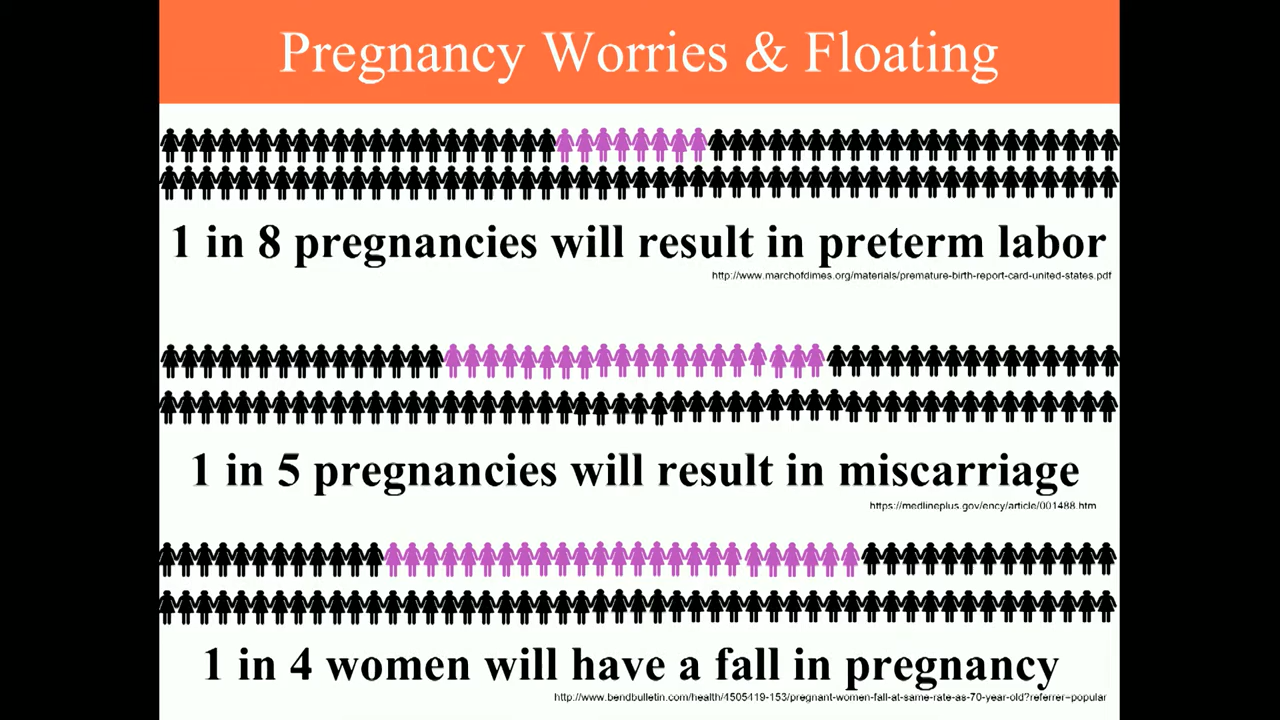 Pregnancy Worries & Floating
1 in 8 pregnancies will result in preterm labor
http://www.marchofdimes.org/materials/premature-birth-report-card-united-states.pdf
1 in 5 pregnancies will result in miscarriage
https://medlineplus.gov/ency/article/001488.htm
1 in 4 women will have a fall in pregnancy
http://www.bendbulletin.com/health/4505419-153/pregnant-women-fall-at-same-rate-as-70-year-old?referrer=popular